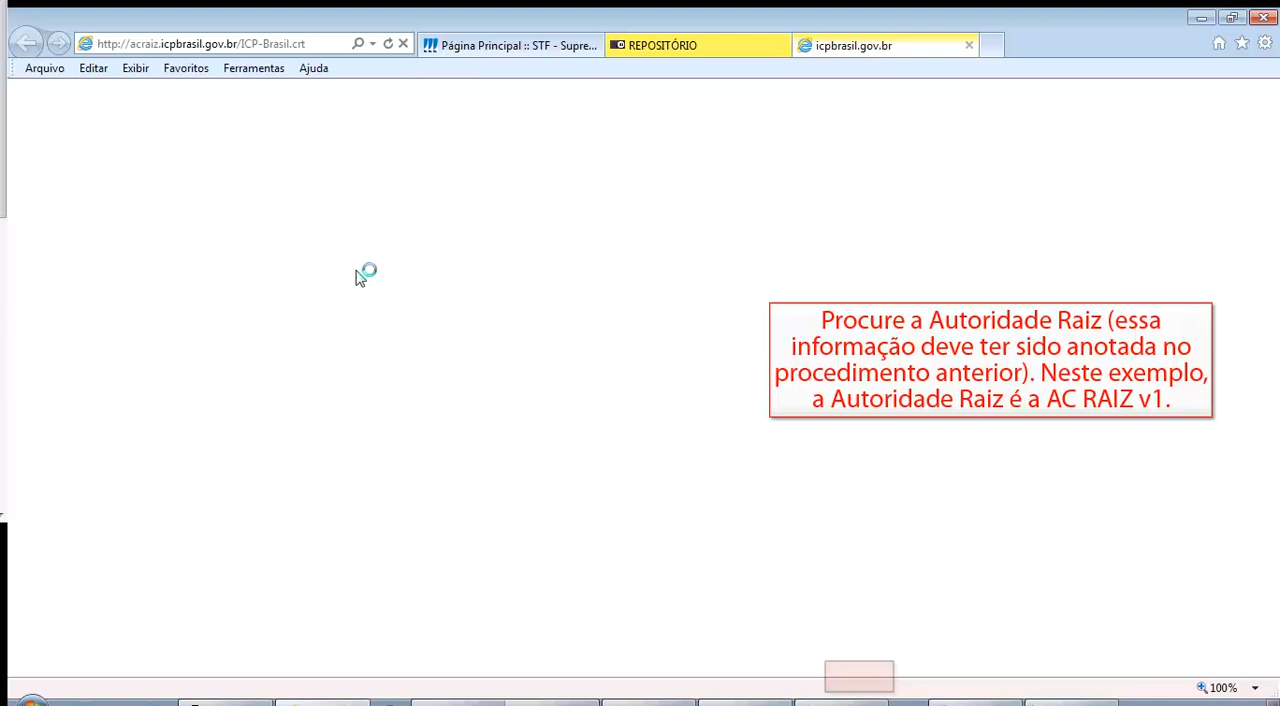 http://acraiz.icpbrasil.gov.br/ICP-Brasil.crt
Página Principal :: STF - Supre...
REPOSITÓRIO
icpbrasil.gov.br
Arquivo Editar Exibir Favoritos Ferramentas Ajuda
Procure a Autoridade Raiz (essa
informação deve ter sido anotada no
procedimento anterior). Neste exemplo,
a Autoridade Raiz é a AC RAIZ v1.
100%